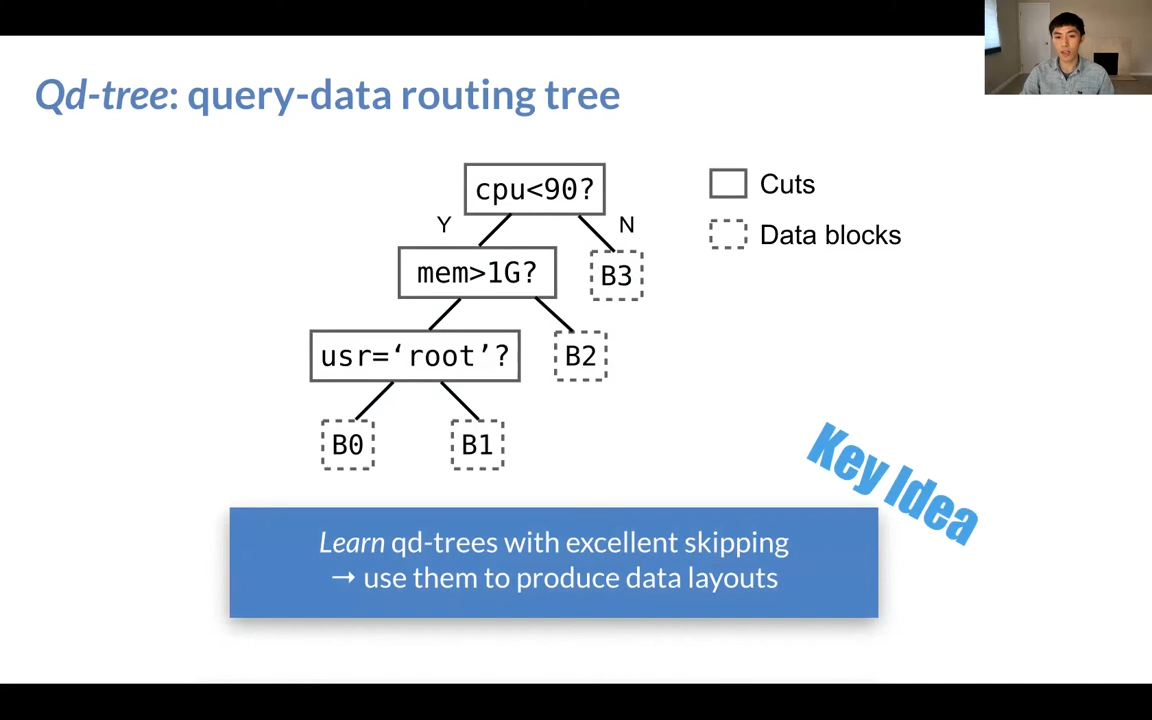 Qd-tree: query-data routing tree
cpu<90?
Cuts
Y
N
Data blocks
mem>1G?
B3
usr=‘root’?
B2
B0
B1
Key Idea
Learn qd-trees with excellent skipping
→ use them to produce data layouts